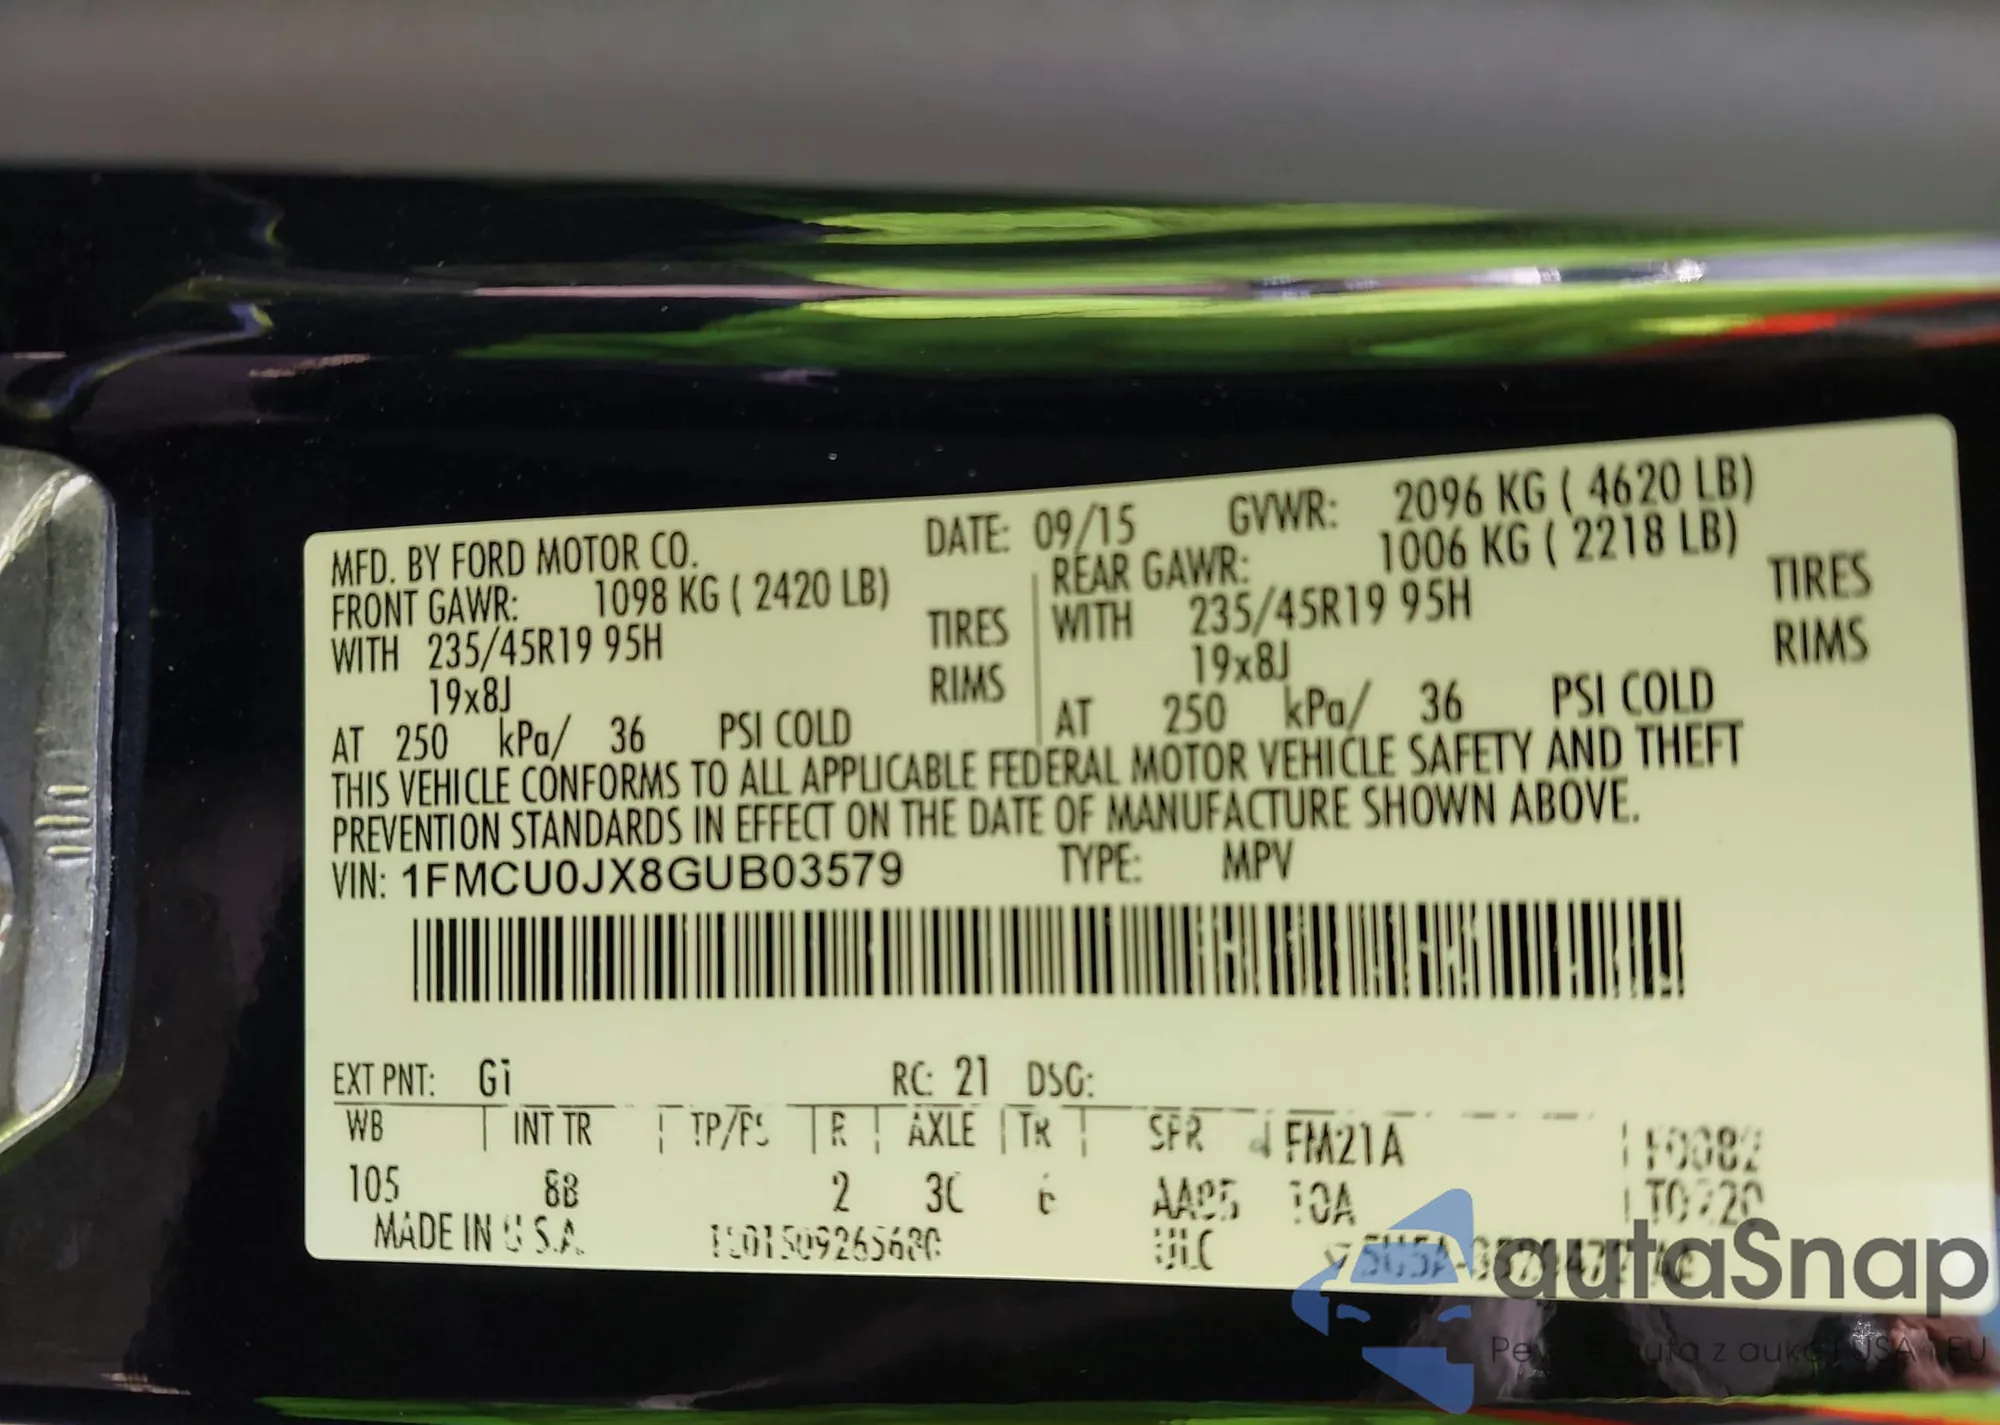 MFD. BY FORD MOTOR CO. DATE: 09/15 GVWR: 2096 KG ( 4620 LB)
FRONT GAWR: 1098 KG ( 2420 LB) REAR GAWR: 1006 KG ( 2218 LB)
WITH 235/45R19 95H TIRES WITH 235/45R19 95H TIRES
19x8J RIMS 19x8J RIMS
AT 250 kPa/ 36 PSI COLD AT 250 kPa/ 36 PSI COLD
THIS VEHICLE CONFORMS TO ALL APPLICABLE FEDERAL MOTOR VEHICLE SAFETY AND THEFT
PREVENTION STANDARDS IN EFFECT ON THE DATE OF MANUFACTURE SHOWN ABOVE.
VIN: 1FMCU0JX8GUB03579 TYPE: MPV
EXT PNT: G1 RC: 21 DSG:
WB INT TR TP/PS R AXLE TR SPR FM21A
105 8B 2 3C 6 10A
MADE IN U.S.A. ULC
autaSnap